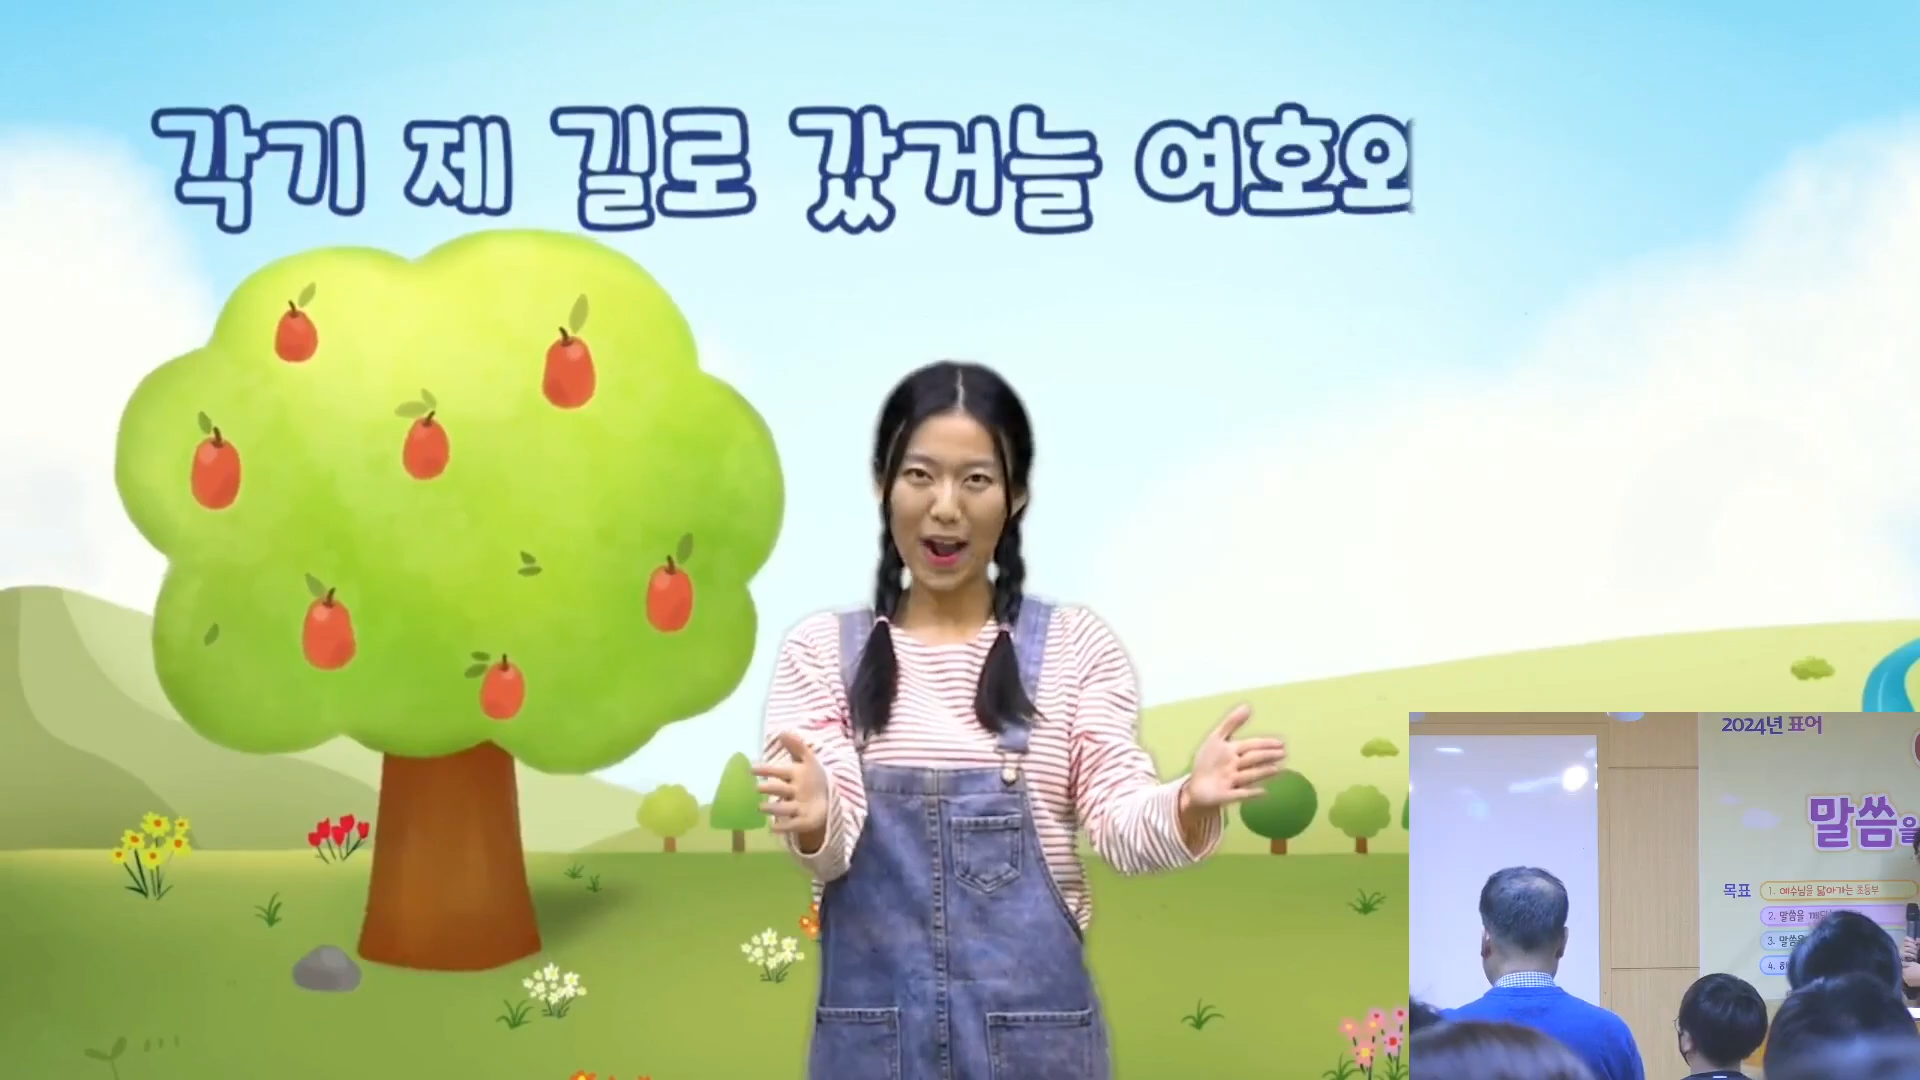 각기 제 길로 갔거늘 여호와
2024년 표어
말씀을
목표
1. 예수님을 닮아가는 초등부
2. 말씀을
3. 말씀
4.